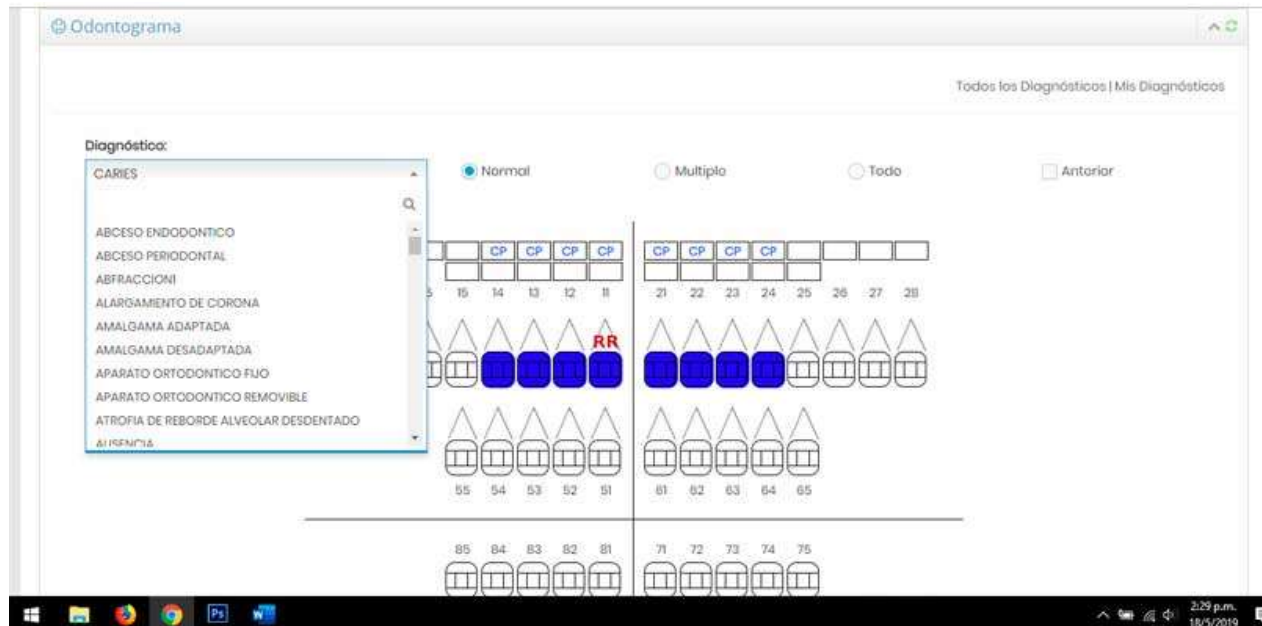 Odontograma
Todos los Diagnósticos | Mis Diagnósticos
Diagnóstico:
CARIES
Normal Multiplo Todo Anterior
ABCESO ENDODONTICO
ABCESO PERIODONTAL
ABFRACCIONI
ALARGAMIENTO DE CORONA
AMALGAMA ADAPTADA
AMALGAMA DESADAPTADA
APARATO ORTODONTICO FIJO
APARATO ORTODONTICO REMOVIBLE
ATROFIA DE REBORDE ALVEOLAR DESDENTADO
AUSENCIA
CP CP CP CP CP CP CP CP
15 14 13 12 11 21 22 23 24 25 26 27 28
RR
55 54 53 52 51 61 62 63 64 65
85 84 83 82 81 71 72 73 74 75
Ps W
2:29 p.m.
18/5/2019